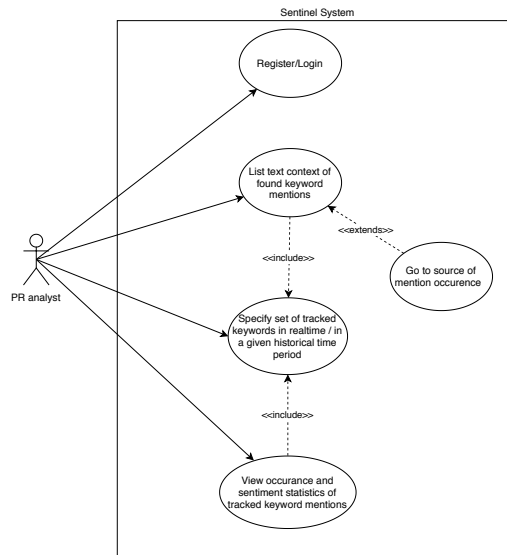 Sentinel System
Register/Login
List text context of
found keyword
mentions
<<extends>>
<<include>>
Go to source of
mention occurence
PR analyst
Specify set of tracked
keywords in realtime / in
a given historical time
period
<<include>>
View occurance and
sentiment statistics of
tracked keyword mentions